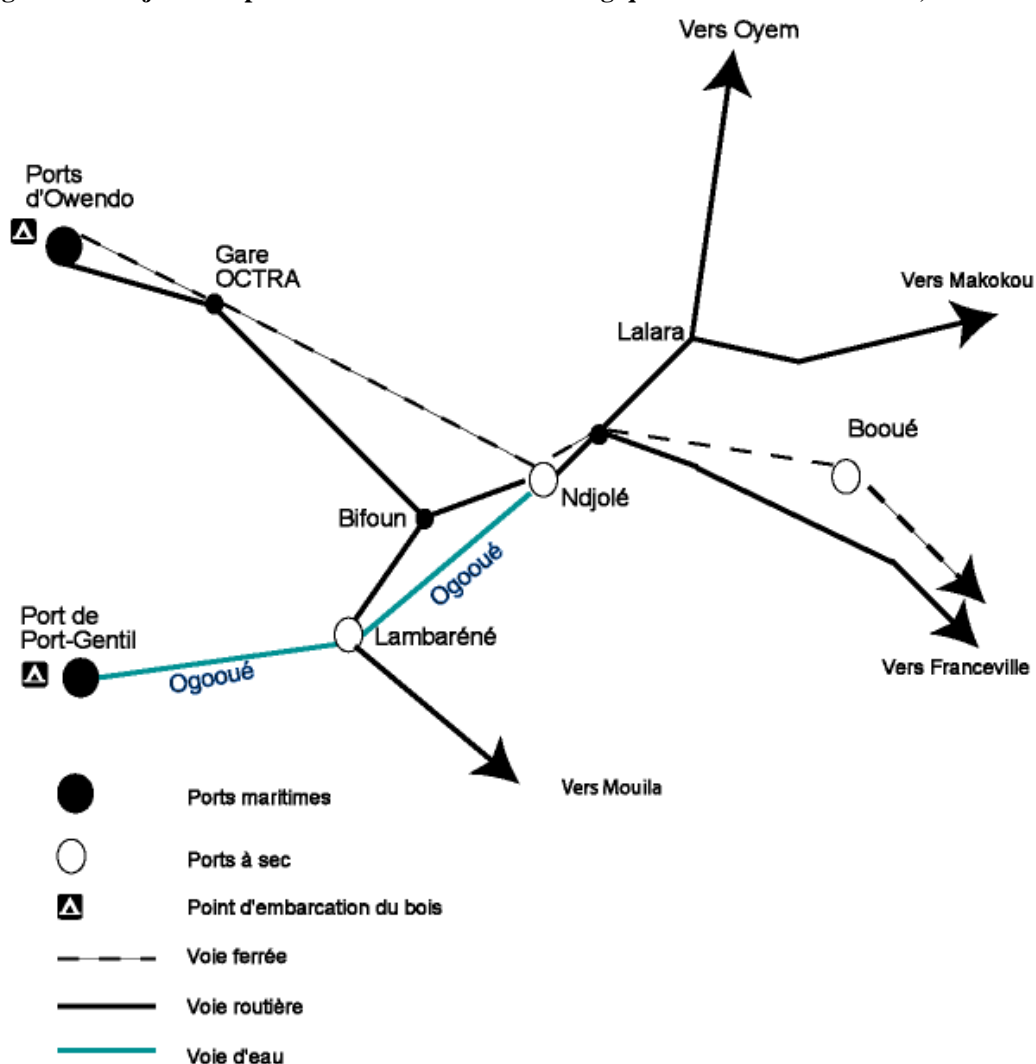 Vers Oyem
Ports
d'Owendo
Gare
OCTRA
Vers Makokou
Lalara
Booué
Ndjolé
Bifoun
Ogooué
Port de
Port-Gentil
Lambaréné
Ogooué
Vers Franceville
Vers Mouila
Ports maritimes
Ports à sec
Point d'embarcation du bois
Voie ferrée
Voie routière
Voie d'eau